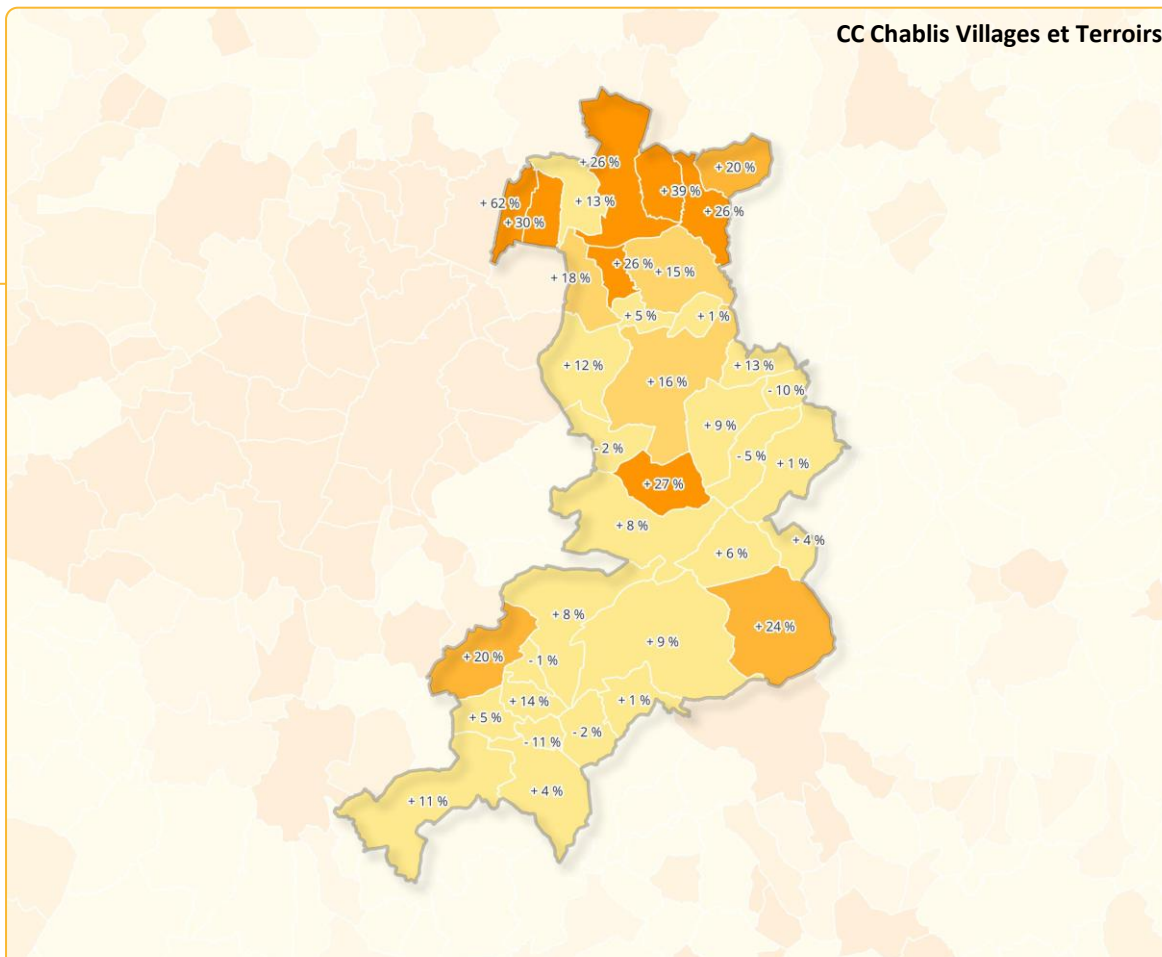 CC Chablis Villages et Terroirs
+ 26 %
+ 20 %
+ 39 %
+ 62 %
+ 13 %
+ 26 %
+ 30 %
+ 26 %
+ 15 %
+ 18 %
+ 5 %
+ 1 %
+ 12 %
+ 13 %
+ 16 %
- 10 %
+ 9 %
- 2 %
- 5 %
+ 1 %
+ 27 %
+ 8 %
+ 4 %
+ 6 %
+ 8 %
+ 24 %
+ 9 %
+ 20 %
- 1 %
+ 14 %
+ 1 %
+ 5 %
- 2 %
- 11 %
+ 4 %
+ 11 %